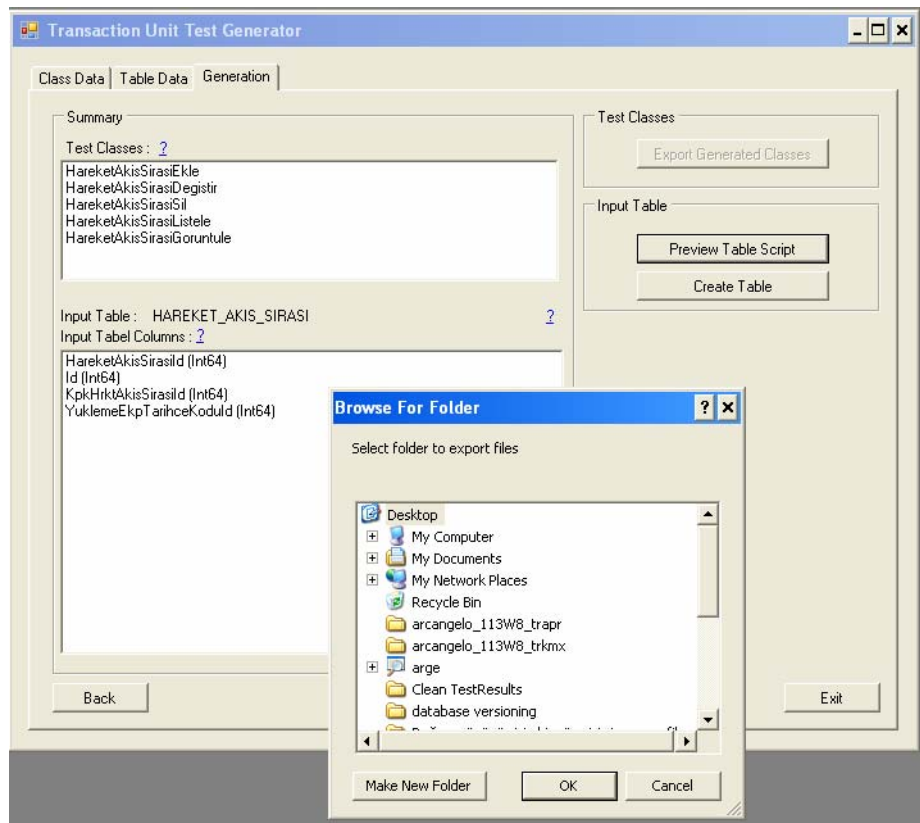 Transaction Unit Test Generator
Class Data Table Data Generation
Summary
Test Classes : ?
HareketAkisSirasiEkle
HareketAkisSirasiDegistir
HareketAkisSirasiSil
HareketAkisSirasiListele
HareketAkisSirasiGoruntule
Test Classes
Export Generated Classes
Input Table
Preview Table Script
Create Table
Input Table : HAREKET_AKIS_SIRASI ?
Input Tabel Columns : ?
HareketAkisSirasiId (Int64)
Id (Int64)
KpkHrktAkisSirasiId (Int64)
YuklemeEkpTarihceKoduId (Int64)
Browse For Folder
Select folder to export files
Desktop
My Computer
My Documents
My Network Places
Recycle Bin
arcangelo_113W8_trapr
arcangelo_113W8_trkmx
arge
Clean TestResults
database versioning
Make New Folder OK Cancel
Back
Exit